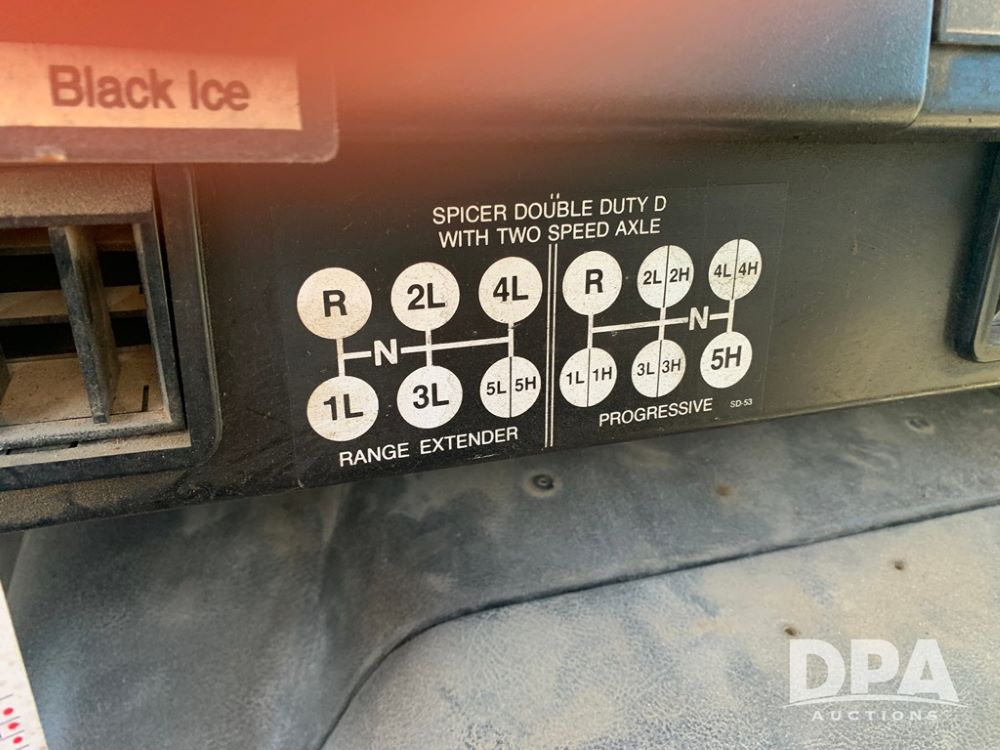 Black Ice
SPICER DOUBLE DUTY D
WITH TWO SPEED AXLE
R 2L 4L
N
1L 3L 5L 5H
RANGE EXTENDER
R 2L 2H 4L 4H
N
1L 1H 3L 3H 5H
PROGRESSIVE
SD-53
DPA
AUCTIONS